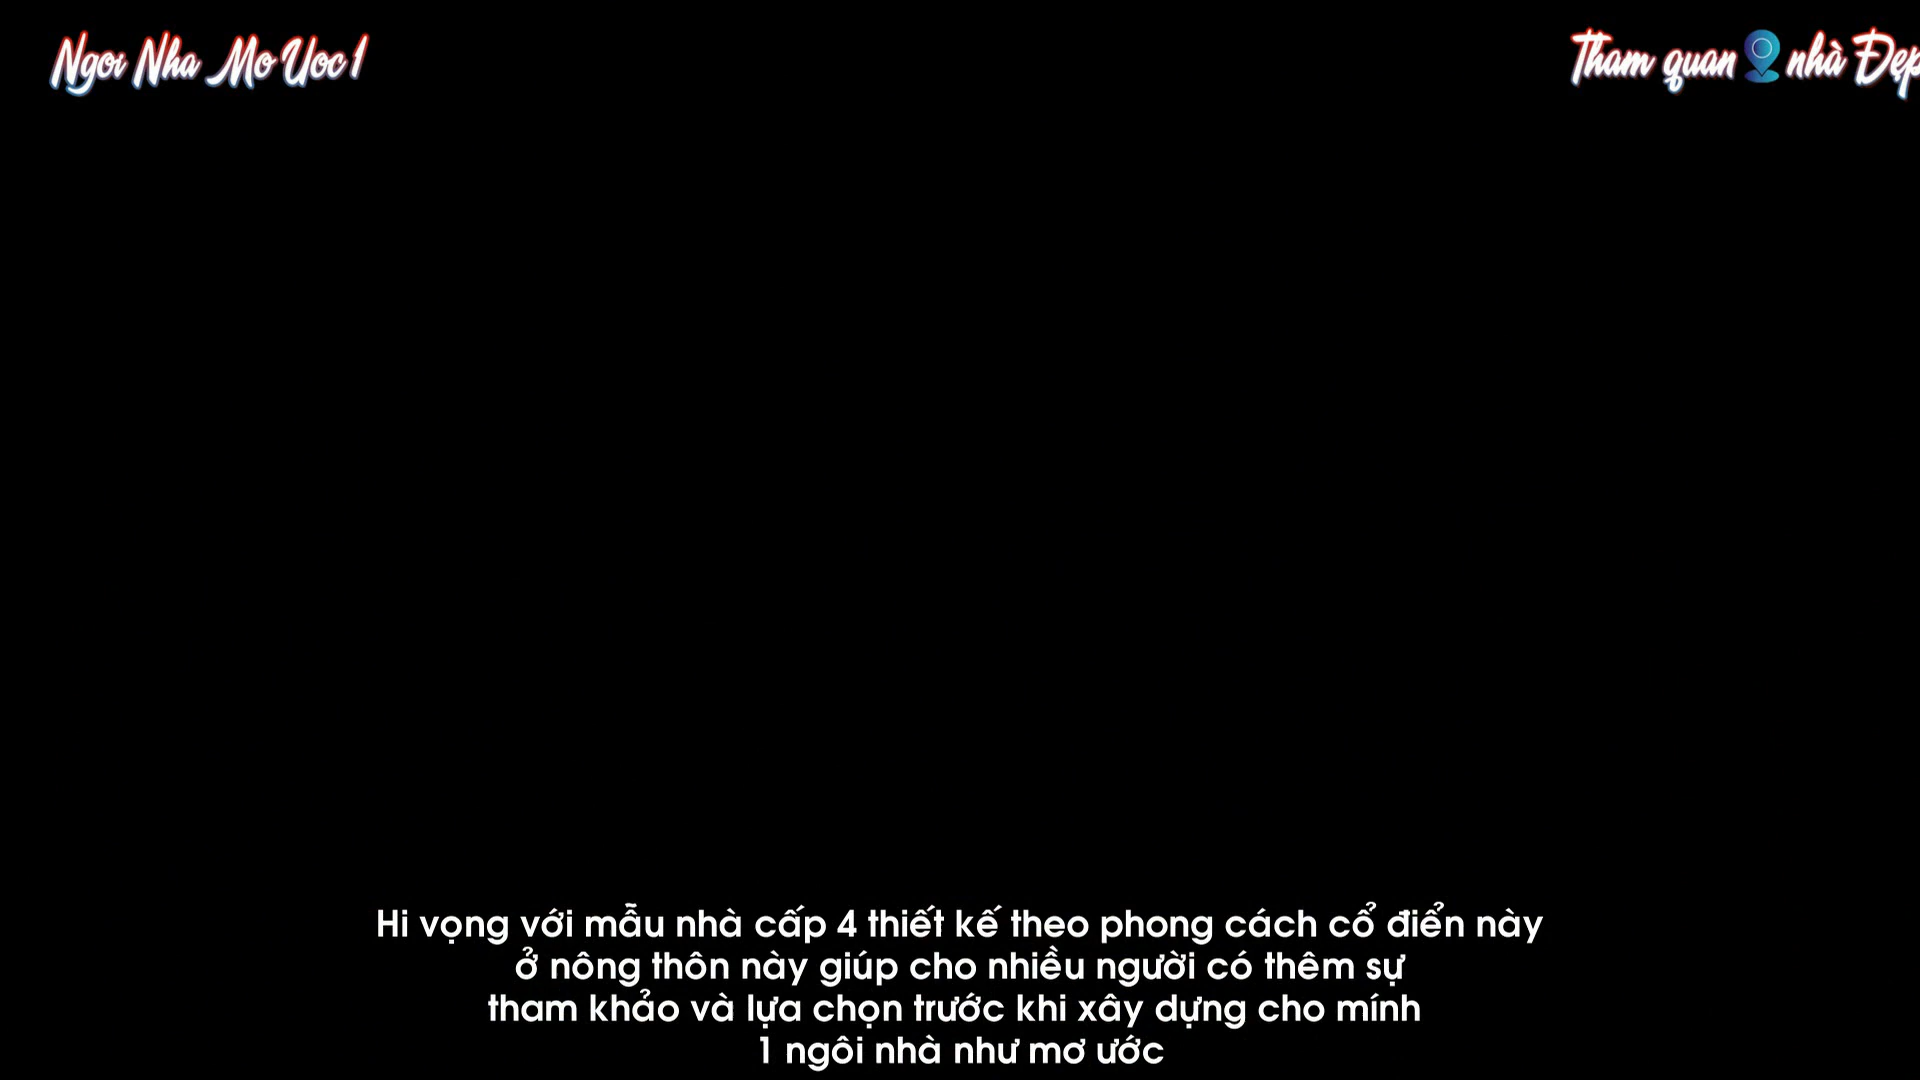 Ngoi Nha Mo Uoc 1
Tham quan nhà Đẹp
Hi vọng với mẫu nhà cấp 4 thiết kế theo phong cách cổ điển này
ở nông thôn này giúp cho nhiều người có thêm sự
tham khảo và lựa chọn trước khi xây dựng cho mính
1 ngôi nhà như mơ ước